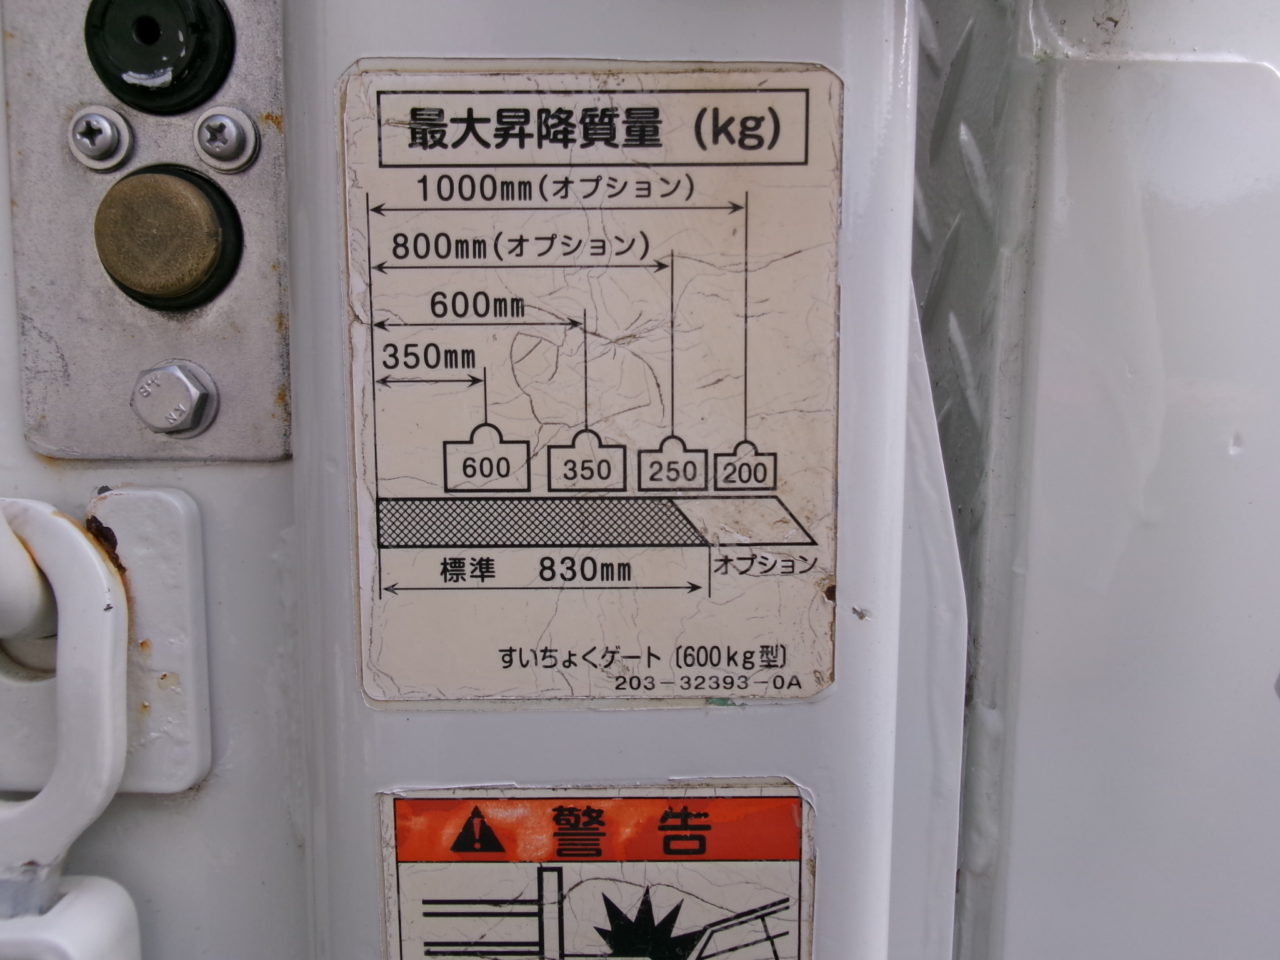 最大昇降質量 (kg)
1000mm(オプション)
800mm(オプション)
600mm
350mm
600 350 250 200
標準 830mm オプション
すいちょくゲート〔600kg型〕
203-32393-0A
警告